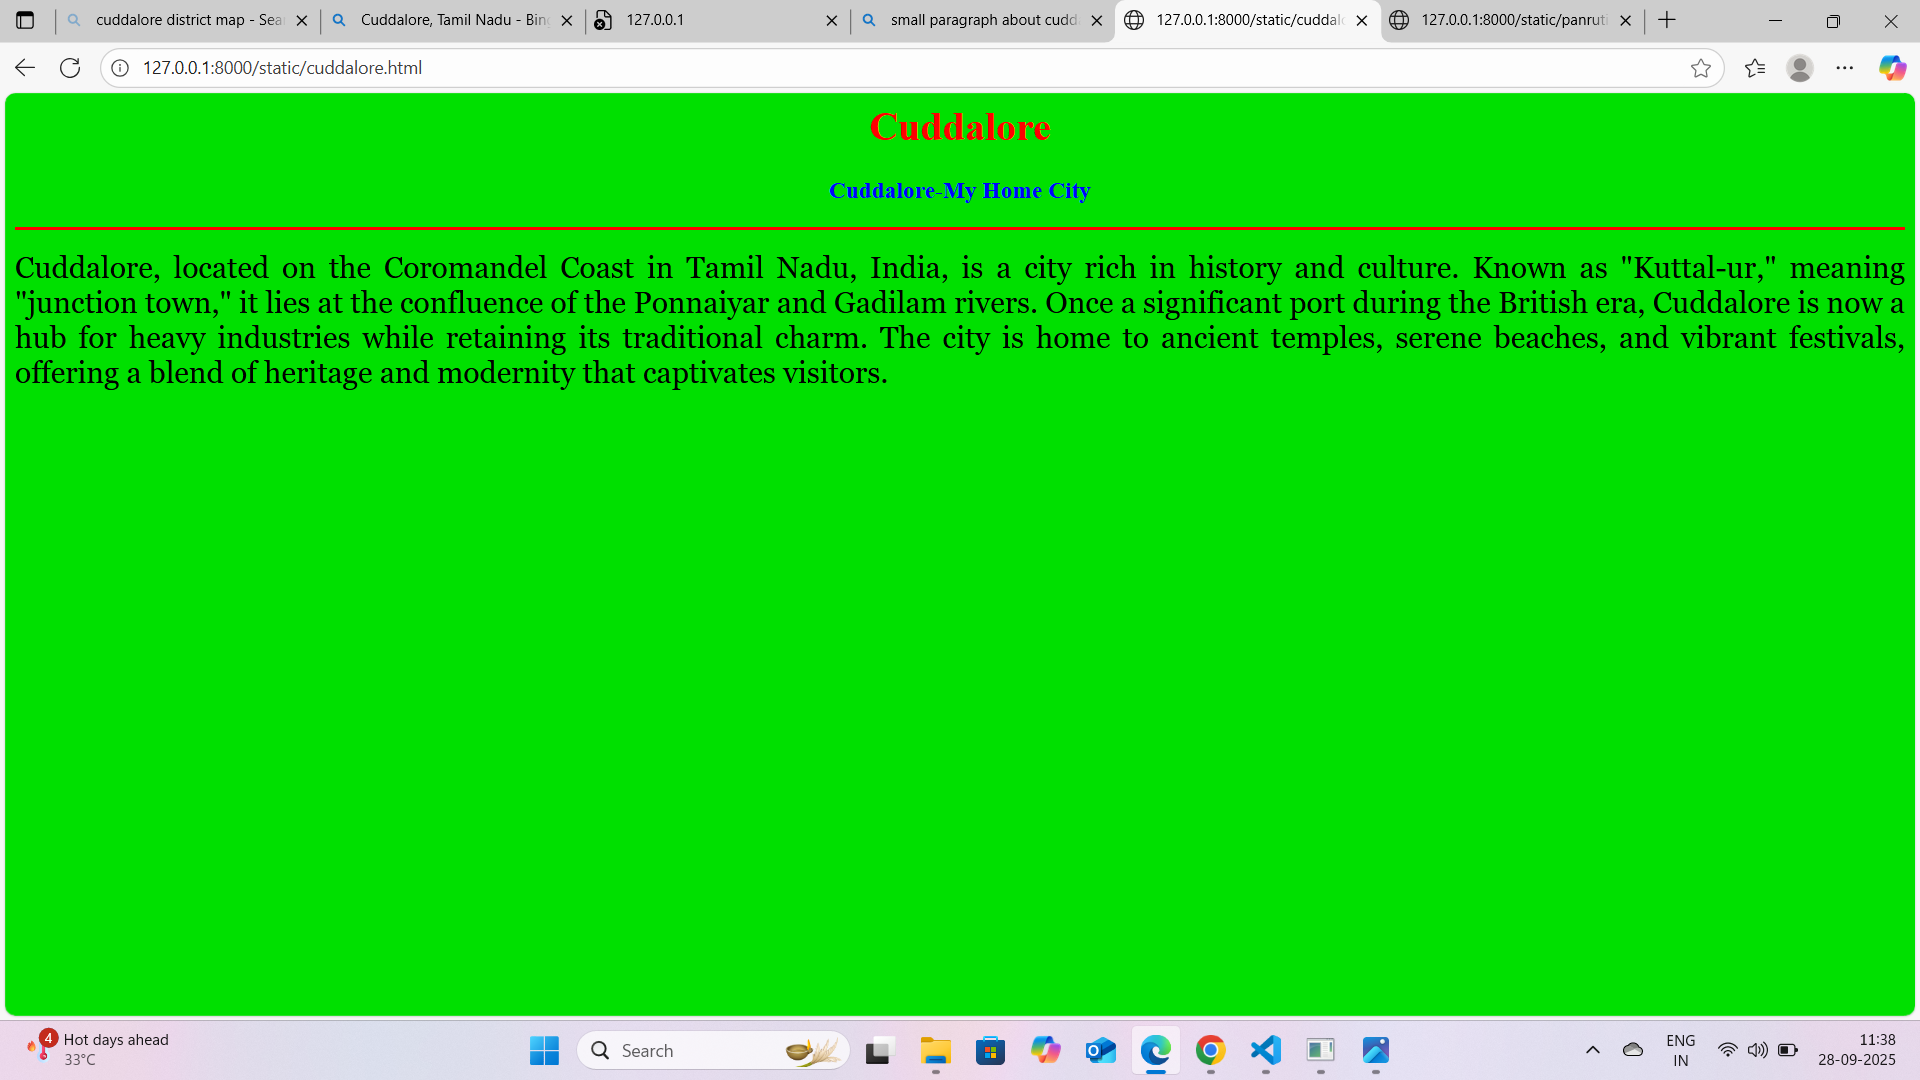 cuddalore district map - Sea
Cuddalore, Tamil Nadu - Bing
127.0.0.1
small paragraph about cudda
127.0.0.1:8000/static/cuddalo
127.0.0.1:8000/static/panruti
127.0.0.1:8000/static/cuddalore.html
Cuddalore
Cuddalore-My Home City
Cuddalore, located on the Coromandel Coast in Tamil Nadu, India, is a city rich in history and culture. Known as "Kuttal-ur," meaning
"junction town," it lies at the confluence of the Ponnaiyar and Gadilam rivers. Once a significant port during the British era, Cuddalore is now a
hub for heavy industries while retaining its traditional charm. The city is home to ancient temples, serene beaches, and vibrant festivals,
offering a blend of heritage and modernity that captivates visitors.
4
Hot days ahead
33°C
Search
ENG
IN
11:38
28-09-2025